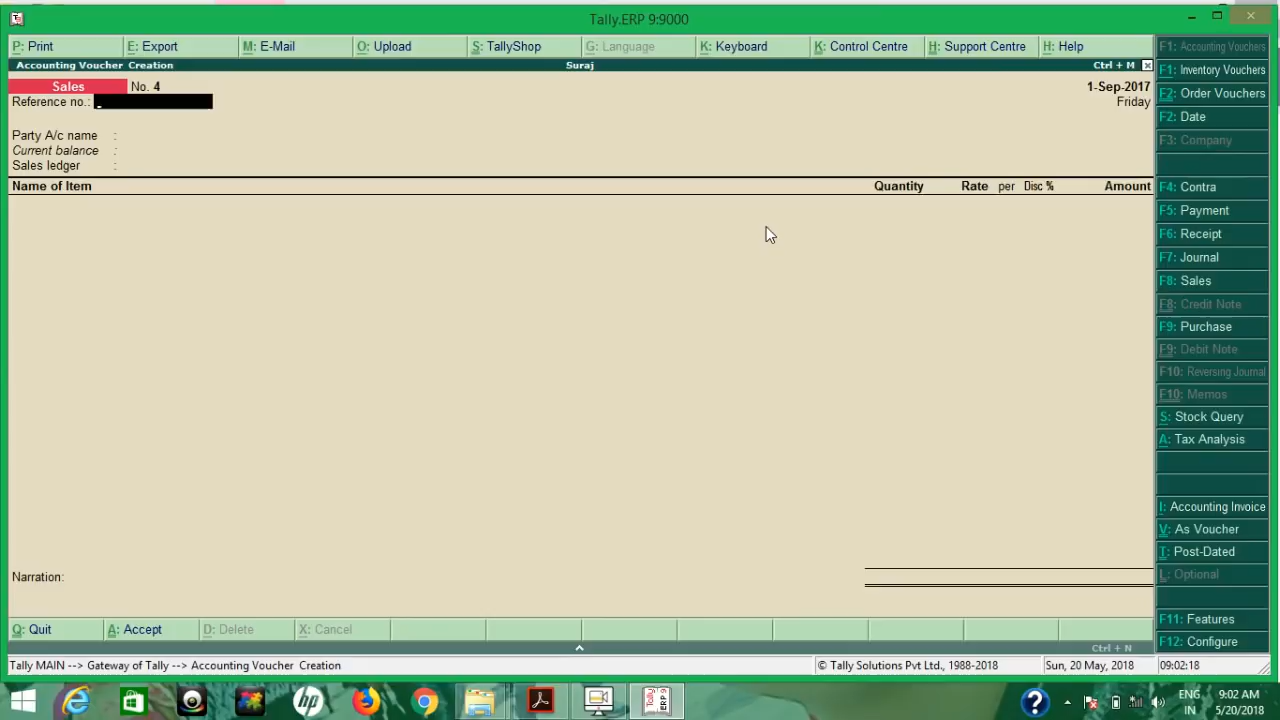 Tally.ERP 9:9000
P: Print
E: Export
M: E-Mail
O: Upload
S: TallyShop
G: Language
K: Keyboard
K: Control Centre
H: Support Centre
H: Help
Accounting Voucher Creation
Suraj
Ctrl + M
Sales
No. 4
1-Sep-2017
Reference no.:
Friday
Party A/c name :
Current balance :
Sales ledger :
Name of Item
Quantity
Rate
per
Disc %
Amount
Narration:
F1: Accounting Vouchers
F1: Inventory Vouchers
F2: Order Vouchers
F2: Date
F3: Company
F4: Contra
F5: Payment
F6: Receipt
F7: Journal
F8: Sales
F8: Credit Note
F9: Purchase
F9: Debit Note
F10: Reversing Journal
F10: Memos
S: Stock Query
A: Tax Analysis
I: Accounting Invoice
V: As Voucher
T: Post-Dated
L: Optional
F11: Features
F12: Configure
Q: Quit
A: Accept
D: Delete
X: Cancel
Ctrl + N
Tally MAIN --> Gateway of Tally --> Accounting Voucher Creation
© Tally Solutions Pvt Ltd., 1988-2018
Sun, 20 May, 2018
09:02:18
hp
Tally
ERP 9
ENG
IN
9:02 AM
5/20/2018